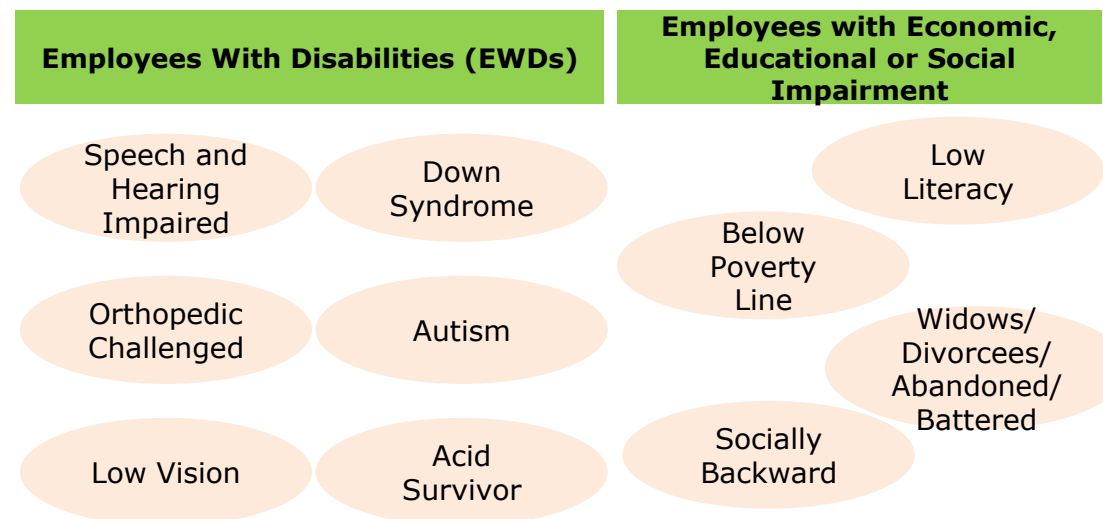 Employees With Disabilities (EWDs)
Speech and
Hearing
Impaired
Down
Syndrome
Orthopedic
Challenged
Autism
Low Vision
Acid
Survivor
Employees with Economic,
Educational or Social
Impairment
Low
Literacy
Below
Poverty
Line
Widows/
Divorcees/
Abandoned/
Battered
Socially
Backward